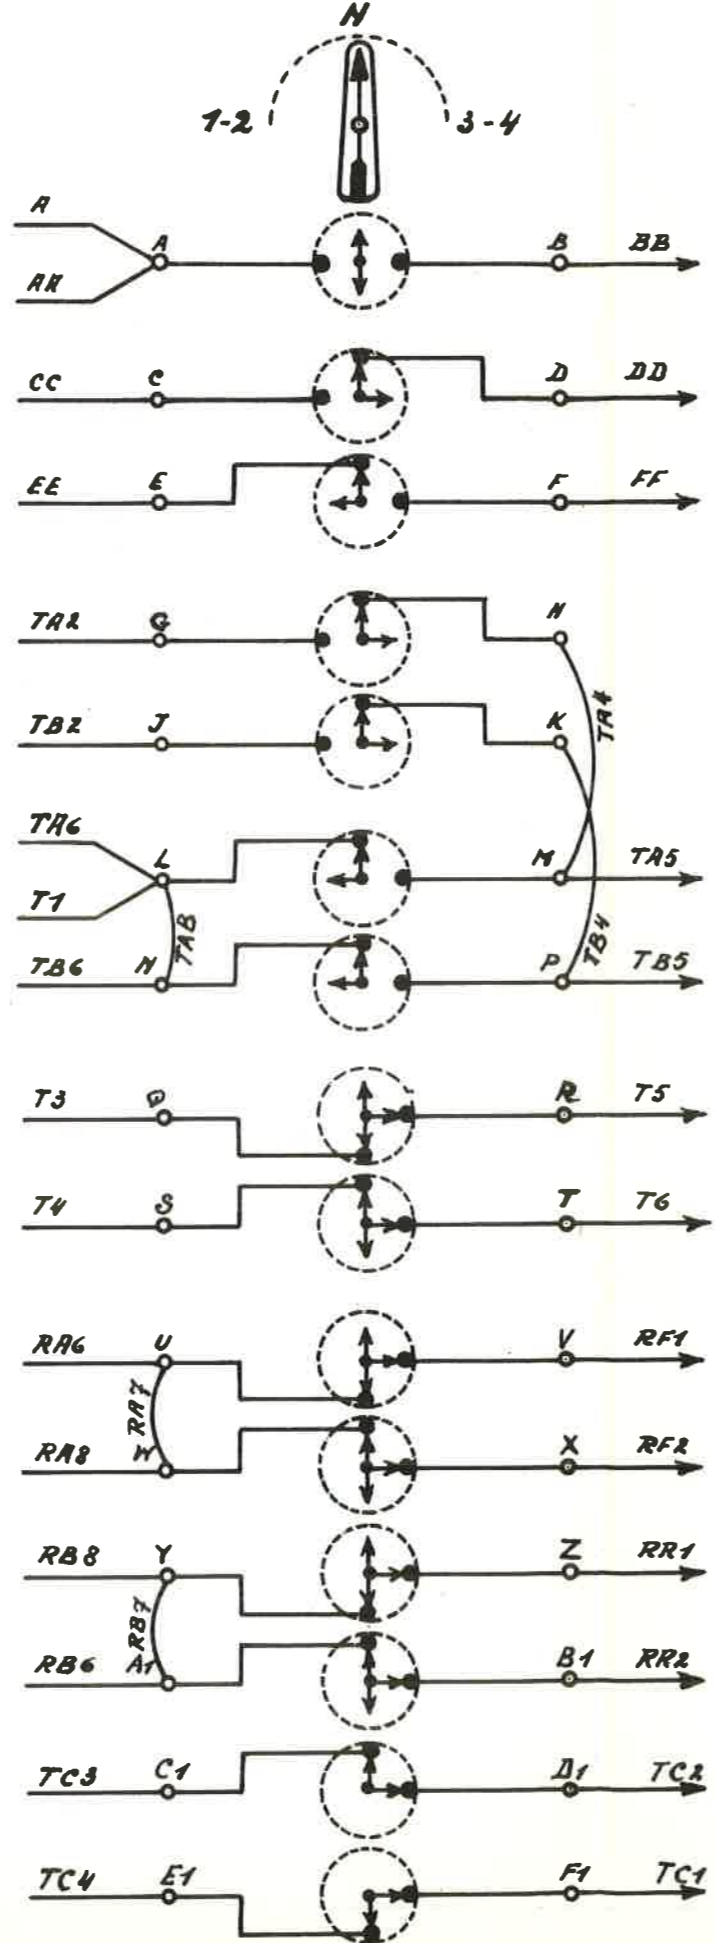 N
1-2 3-4
A
A B BB
AA
CC C D DD
EE E F FF
TA2 G H
TA4
TB2 J K
TA6
L M TA5
T1
TAB
TB4
TB6 N P TB5
T3 R T5
T4 S T T6
RA6 U V RF1
RA7
RA8 W X RF2
RB8 Y Z RR1
RB7
RB6 A1 B1 RR2
TC3 C1 D1 TC2
TC4 E1 F1 TC1